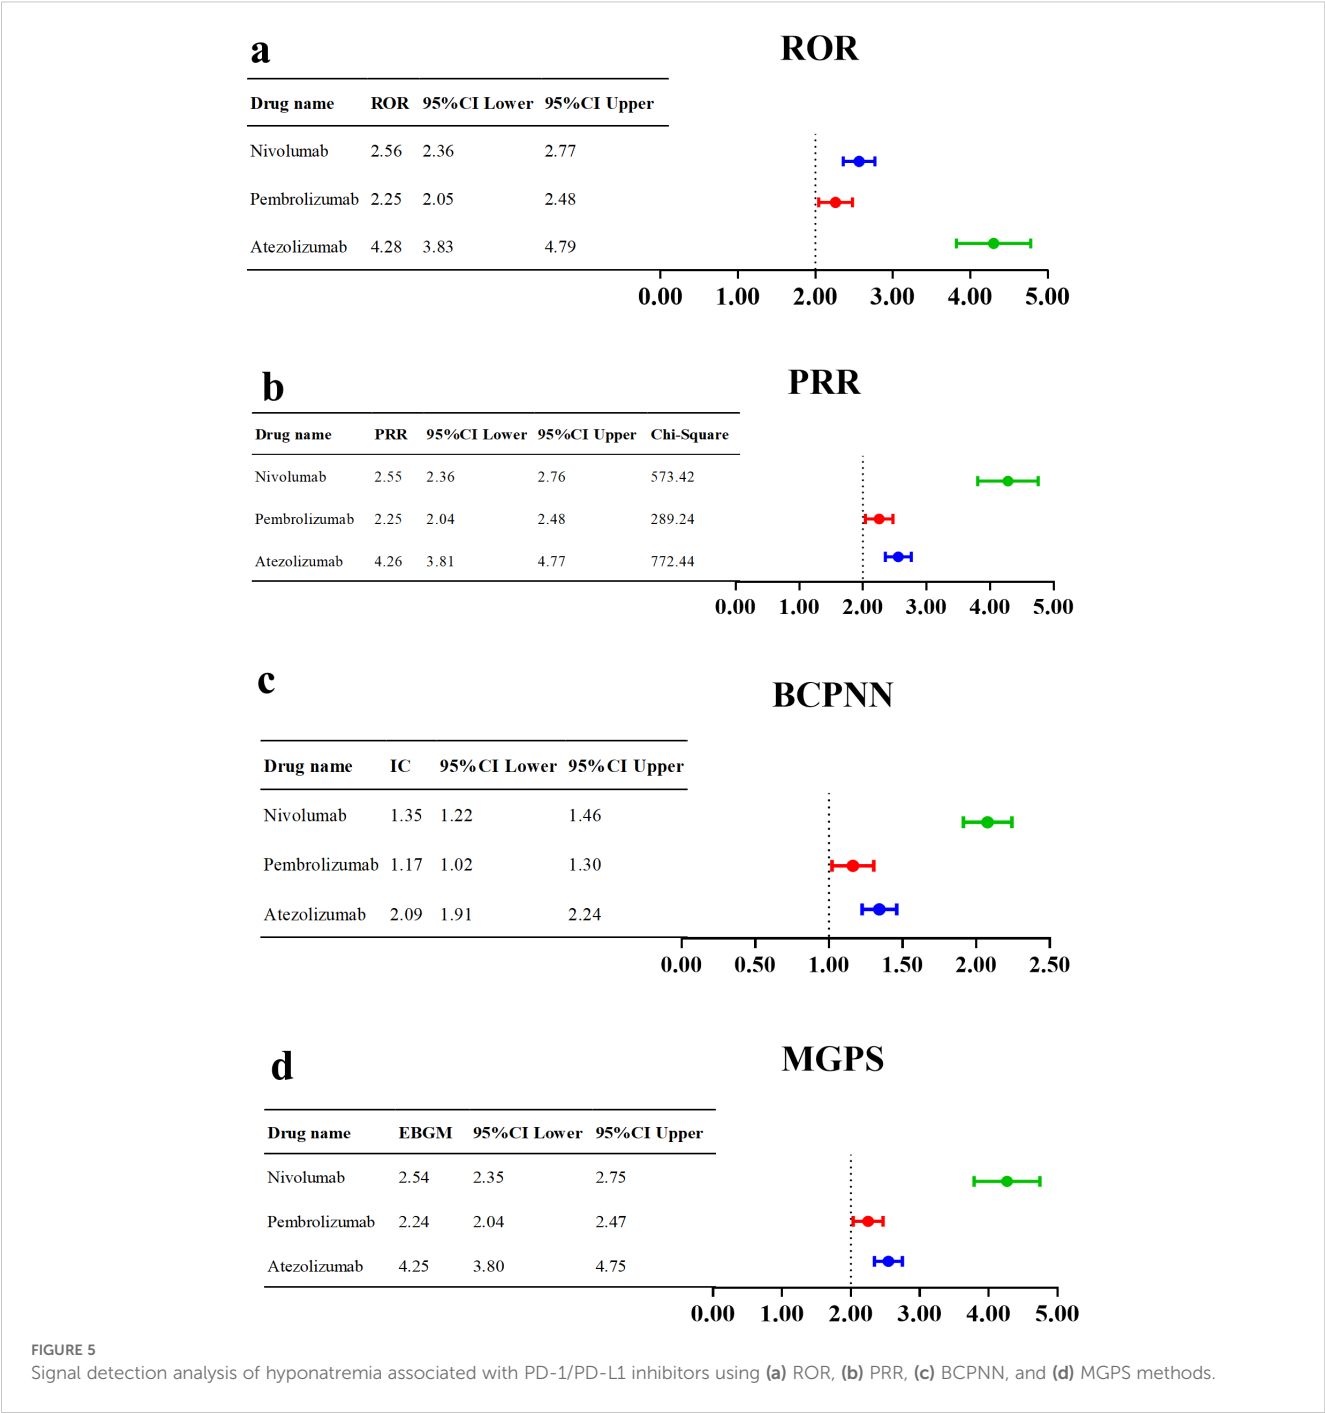 a
ROR
Drug name ROR 95%CI Lower 95%CI Upper
Nivolumab 2.56 2.36 2.77
Pembrolizumab 2.25 2.05 2.48
Atezolizumab 4.28 3.83 4.79
0.00 1.00 2.00 3.00 4.00 5.00
b
PRR
Drug name PRR 95%CI Lower 95%CI Upper Chi-Square
Nivolumab 2.55 2.36 2.76 573.42
Pembrolizumab 2.25 2.04 2.48 289.24
Atezolizumab 4.26 3.81 4.77 772.44
0.00 1.00 2.00 3.00 4.00 5.00
c
BCPNN
Drug name IC 95%CI Lower 95%CI Upper
Nivolumab 1.35 1.22 1.46
Pembrolizumab 1.17 1.02 1.30
Atezolizumab 2.09 1.91 2.24
0.00 0.50 1.00 1.50 2.00 2.50
d
MGPS
Drug name EBGM 95%CI Lower 95%CI Upper
Nivolumab 2.54 2.35 2.75
Pembrolizumab 2.24 2.04 2.47
Atezolizumab 4.25 3.80 4.75
0.00 1.00 2.00 3.00 4.00 5.00
FIGURE 5
Signal detection analysis of hyponatremia associated with PD-1/PD-L1 inhibitors using (a) ROR, (b) PRR, (c) BCPNN, and (d) MGPS methods.